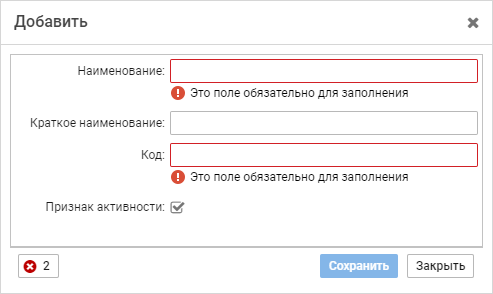 Добавить
Наименование:
Это поле обязательно для заполнения
Краткое наименование:
Код:
Это поле обязательно для заполнения
Признак активности:
2 Сохранить Закрыть